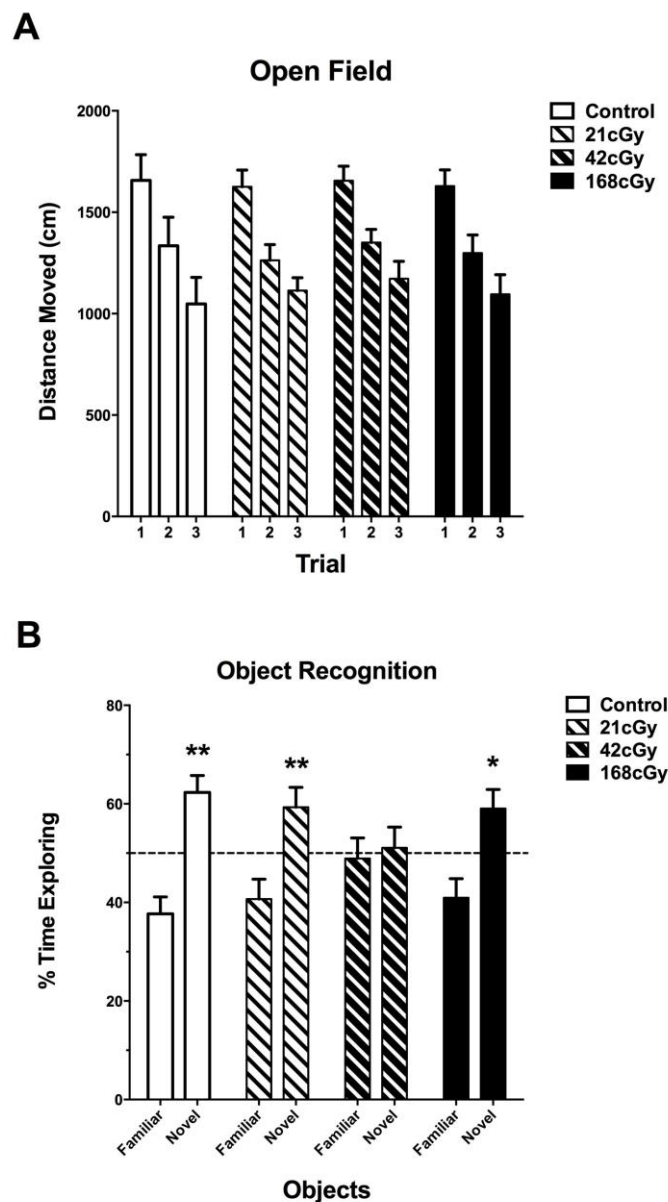 A
Open Field
Control
21cGy
42cGy
168cGy
Distance Moved (cm)
2000
1500
1000
500
0
1 2 3 1 2 3 1 2 3 1 2 3
Trial
B
Object Recognition
Control
21cGy
42cGy
168cGy
% Time Exploring
80
60
40
20
0
** ** *
Familiar Novel Familiar Novel Familiar Novel Familiar Novel
Objects